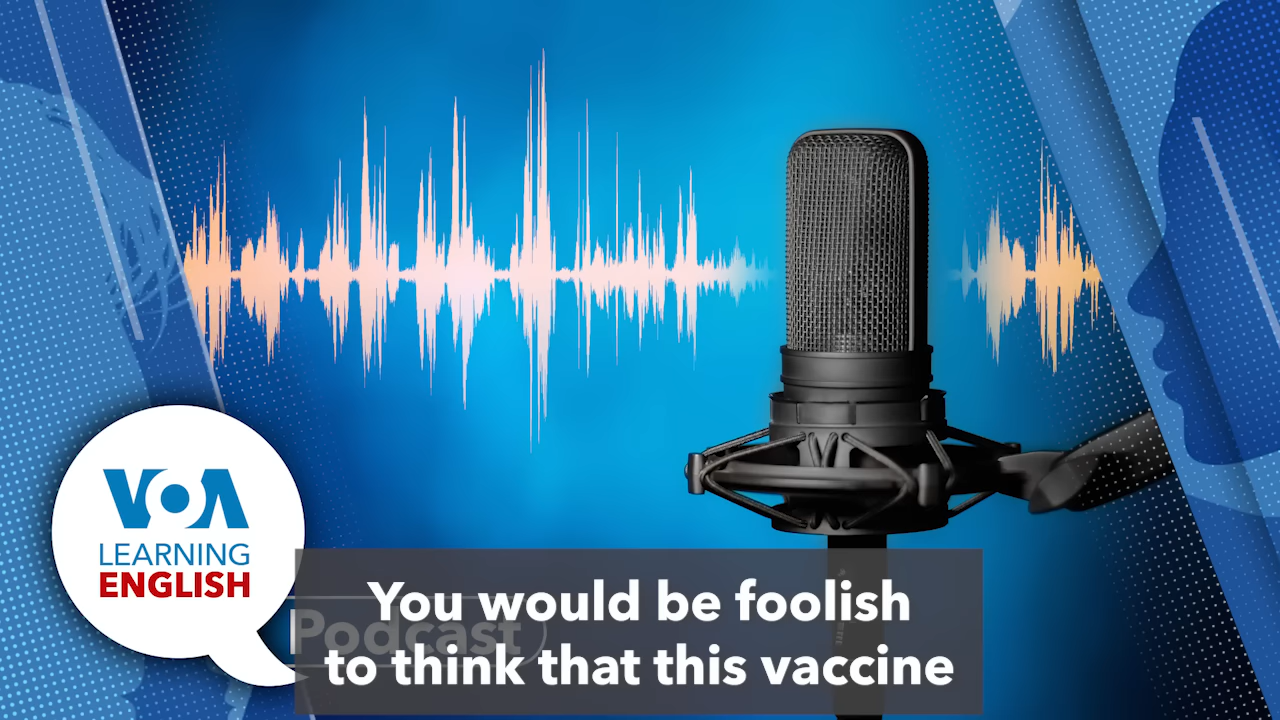 VOA
LEARNING
ENGLISH
Podcast
You would be foolish
to think that this vaccine